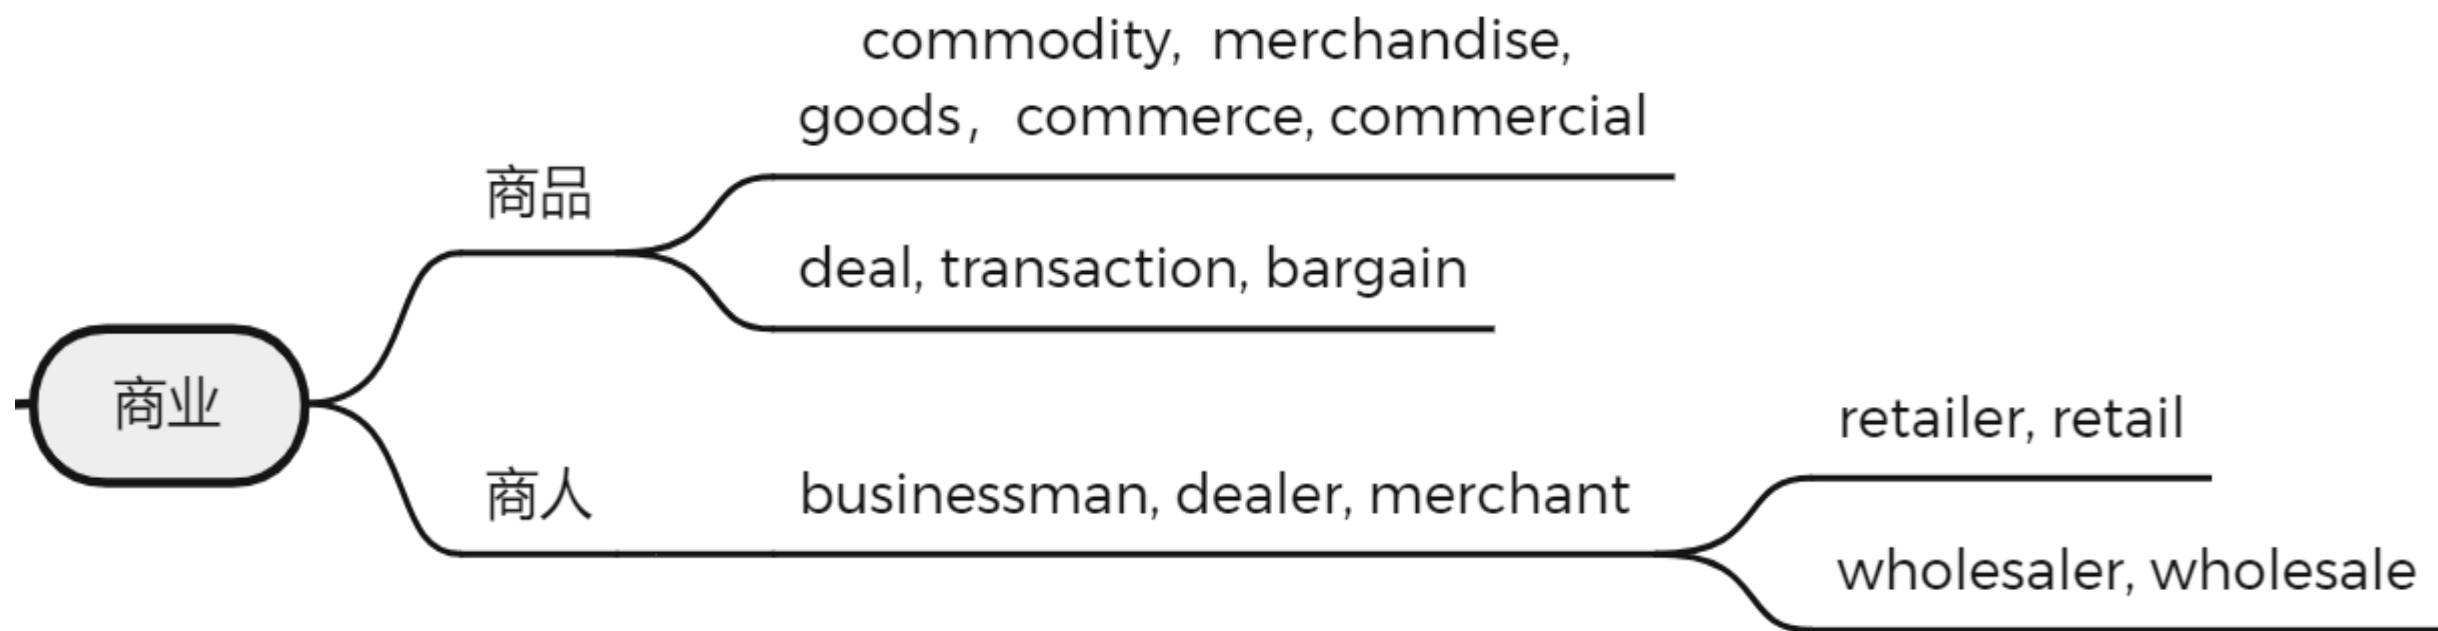 commodity, merchandise,
goods，commerce, commercial
商品
deal, transaction, bargain
商业
retailer, retail
商人
businessman, dealer, merchant
wholesaler, wholesale